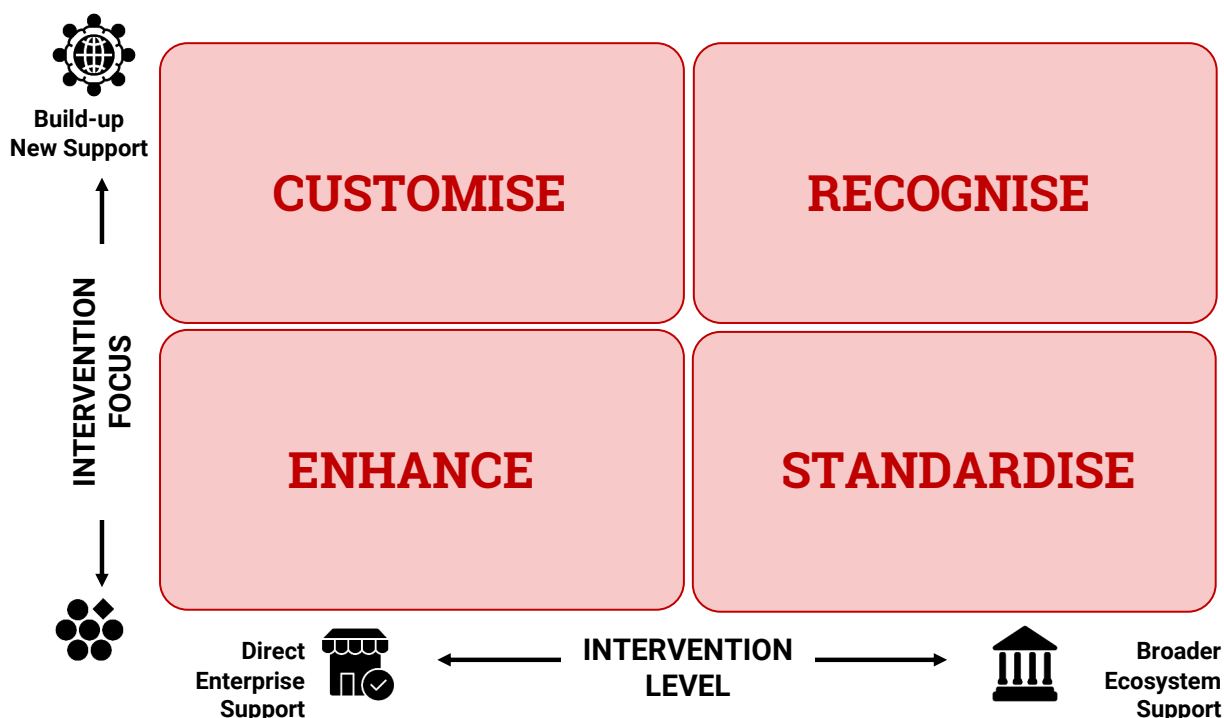 Build-up
New Support
CUSTOMISE
RECOGNISE
INTERVENTION
FOCUS
ENHANCE
STANDARDISE
Direct
Enterprise
Support
INTERVENTION
LEVEL
Broader
Ecosystem
Support